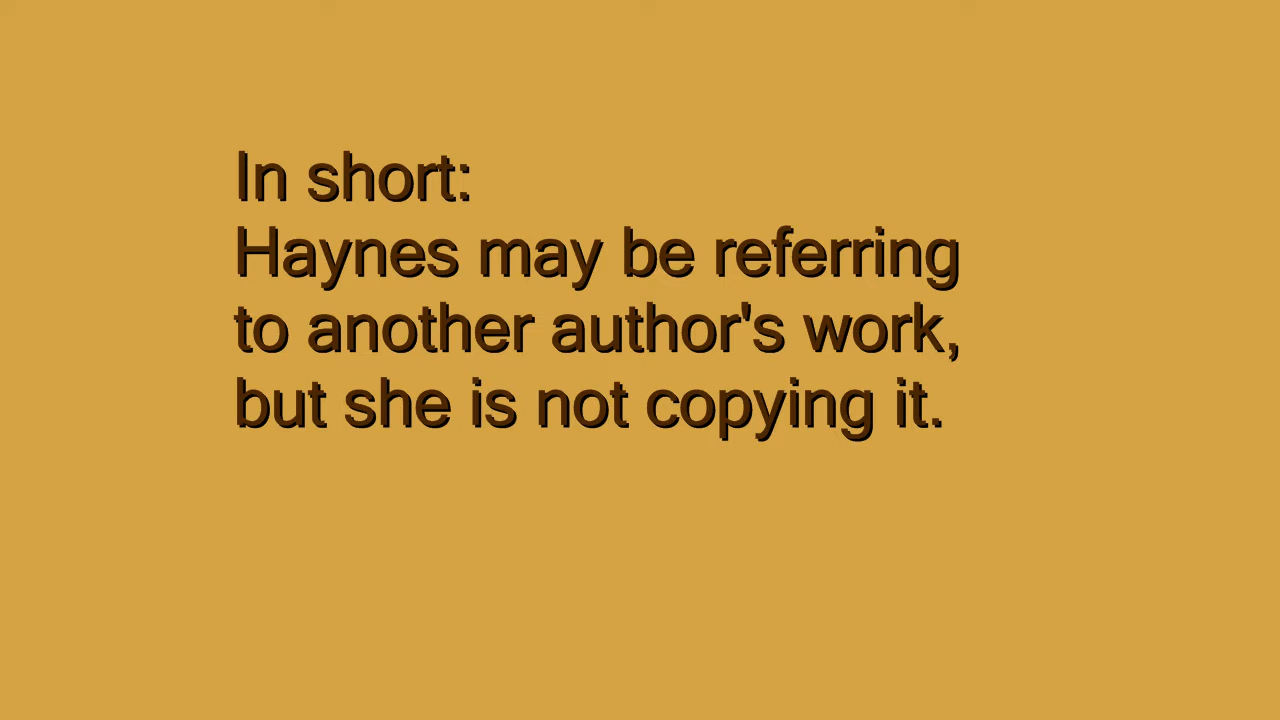 In short:
Haynes may be referring
to another author's work,
but she is not copying it.